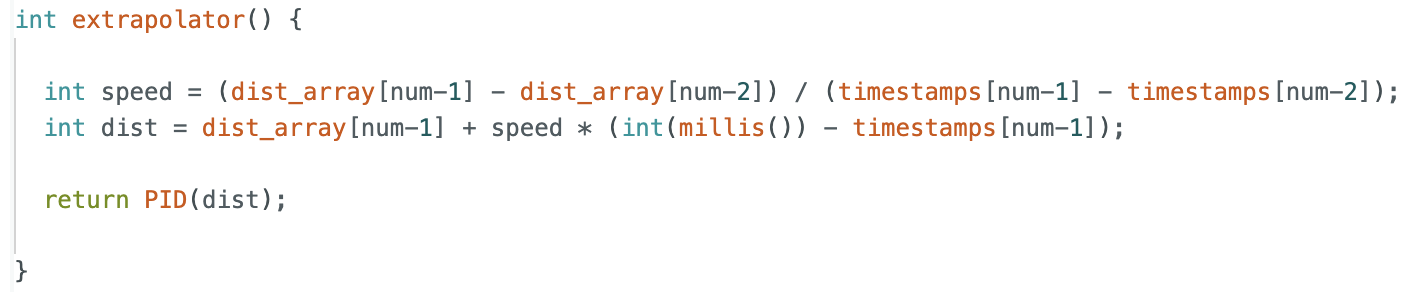 int extrapolator() {
int speed = (dist_array[num-1] - dist_array[num-2]) / (timestamps[num-1] - timestamps[num-2]);
int dist = dist_array[num-1] + speed * (int(millis()) - timestamps[num-1]);
return PID(dist);
}